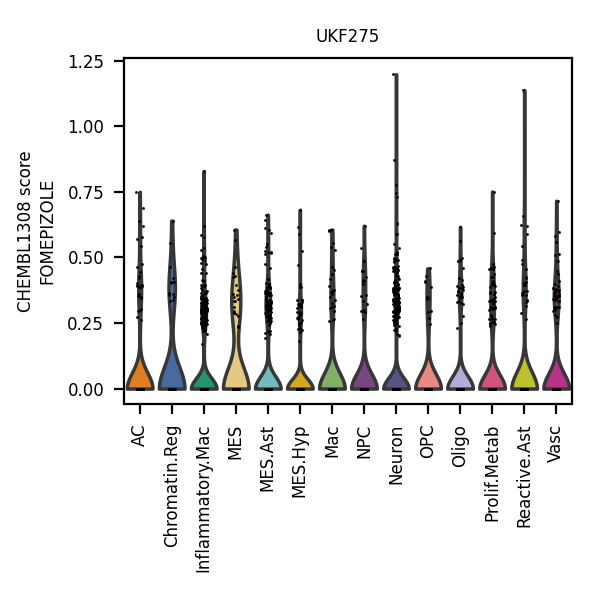 UKF275
CHEMBL1308 score
FOMEPIZOLE
1.25
1.00
0.75
0.50
0.25
0.00
AC
Chromatin.Reg
Inflammatory.Mac
MES
MES.Ast
MES.Hyp
Mac
NPC
Neuron
OPC
Oligo
Prolif.Metab
Reactive.Ast
Vasc